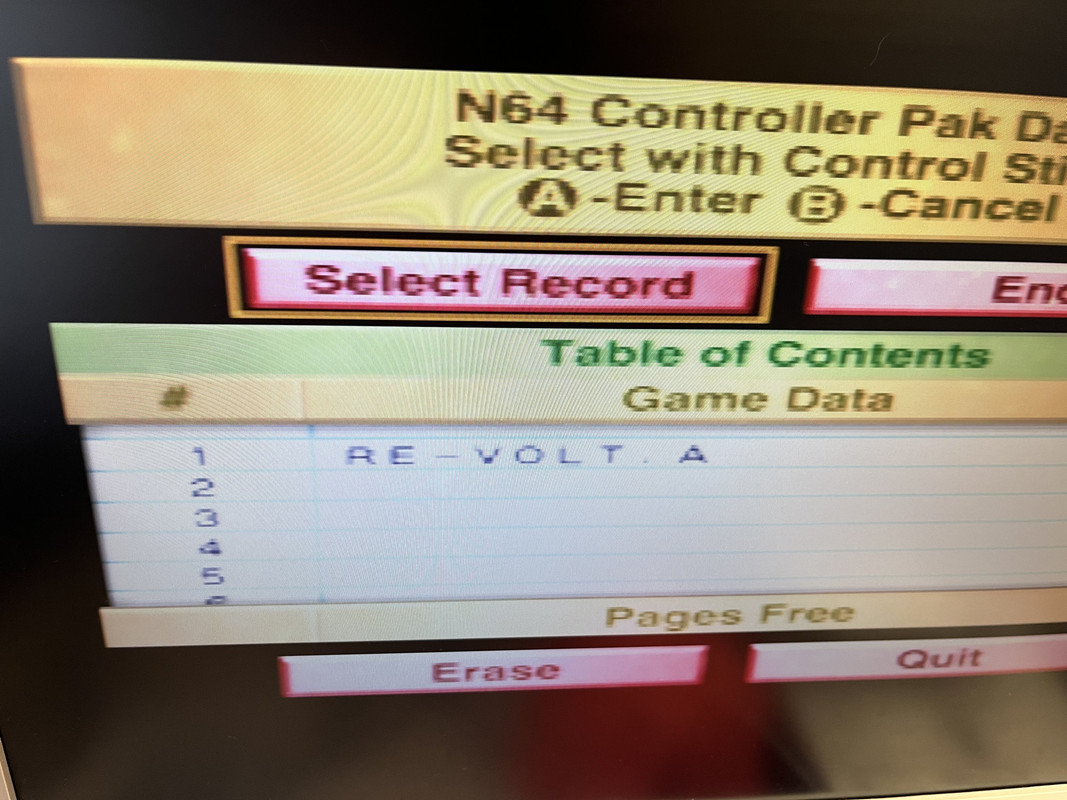 N64 Controller Pak Da
Select with Control Sti
A-Enter B-Cancel
Select Record
Table of Contents
# Game Data
1 RE-VOLT.A
2
3
4
5
Pages Free
Erase Quit